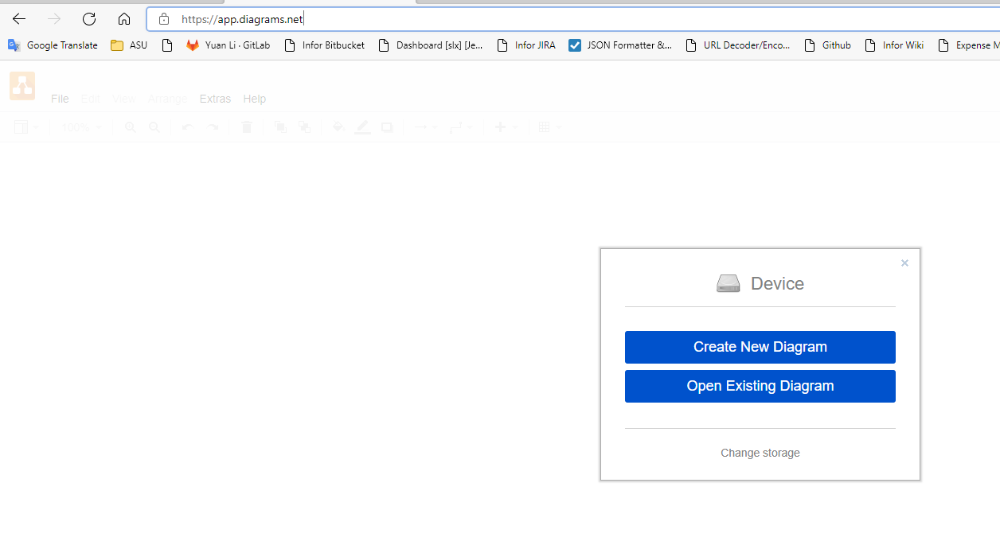 https://app.diagrams.net
Google Translate ASU Yuan Li · GitLab Infor Bitbucket Dashboard [slx] [Je... Infor JIRA JSON Formatter &... URL Decoder/Enco... Github Infor Wiki Expense M
File Edit View Arrange Extras Help
100%
Device
Create New Diagram
Open Existing Diagram
Change storage